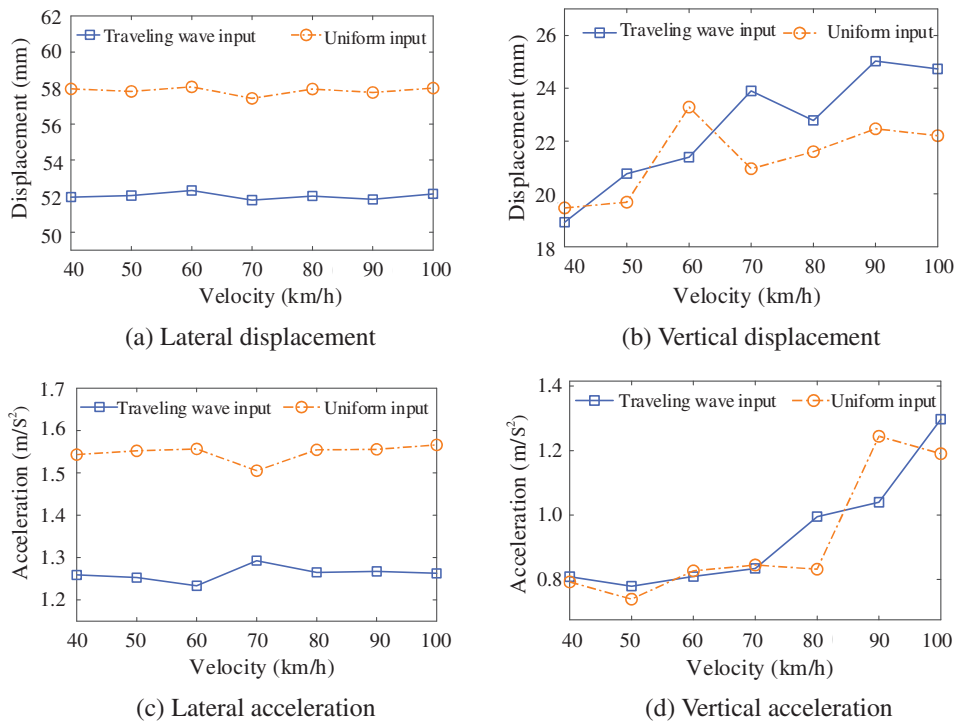 62
60
58
56
54
52
50
Displacement (mm)
Traveling wave input
Uniform input
40 50 60 70 80 90 100
Velocity (km/h)
(a) Lateral displacement
26
24
22
20
18
Displacement (mm)
Traveling wave input
Uniform input
40 50 60 70 80 90 100
Velocity (km/h)
(b) Vertical displacement
1.7
1.6
1.5
1.4
1.3
1.2
Acceleration (m/S²)
Traveling wave input
Uniform input
40 50 60 70 80 90 100
Velocity (km/h)
(c) Lateral acceleration
1.4
1.2
1.0
0.8
Acceleration (m/S²)
Traveling wave input
Uniform input
40 50 60 70 80 90 100
Velocity (km/h)
(d) Vertical acceleration